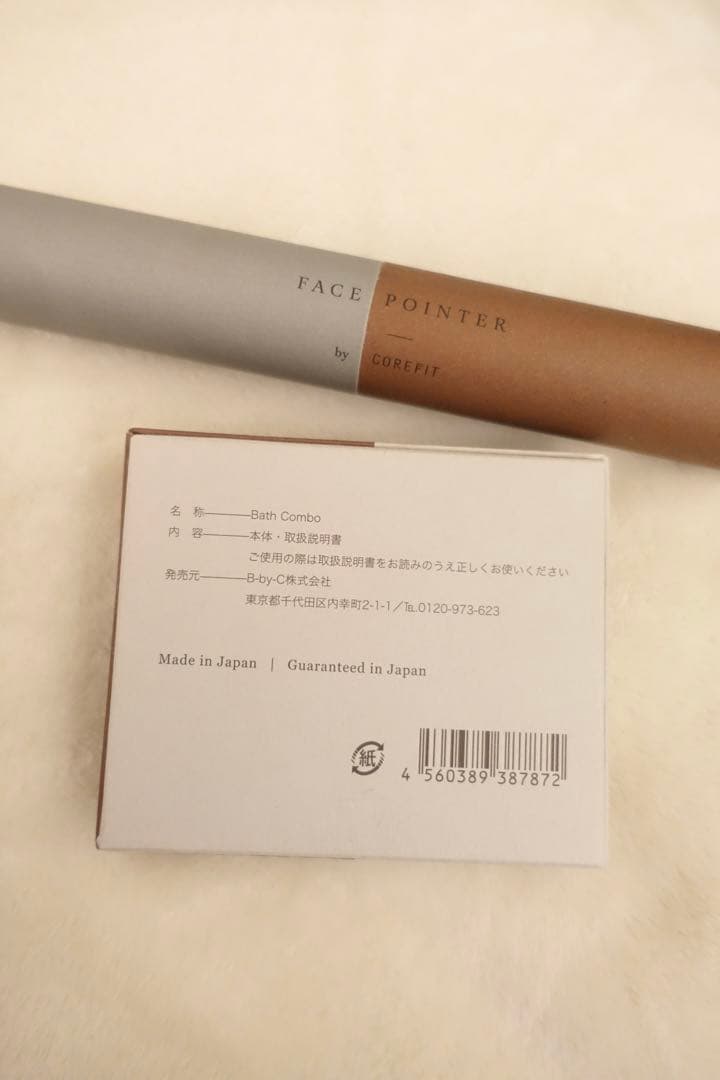 FACE POINTER
by COREFIT
名 称――――Bath Combo
内 容――――本体・取扱説明書
ご使用の際は取扱説明書をお読みのうえ正しくお使いください
発売元――――B-by-C株式会社
東京都千代田区内幸町2-1-1／℡0120-973-623
Made in Japan | Guaranteed in Japan
紙
4 560389 387872